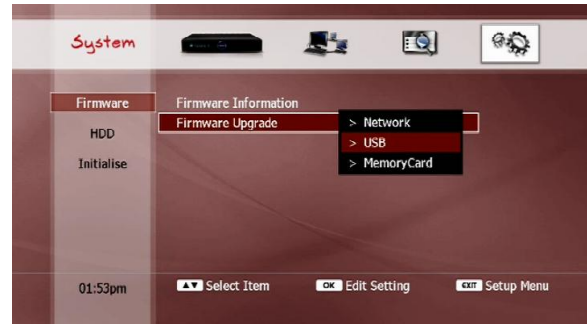 System
Firmware
HDD
Initialise
Firmware Information
Firmware Upgrade
> Network
> USB
> MemoryCard
01:53pm
▲▼ Select Item
OK Edit Setting
EXIT Setup Menu